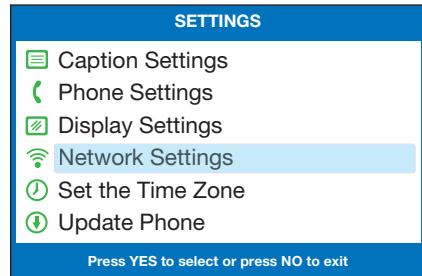 SETTINGS
Caption Settings
Phone Settings
Display Settings
Network Settings
Set the Time Zone
Update Phone
Press YES to select or press NO to exit